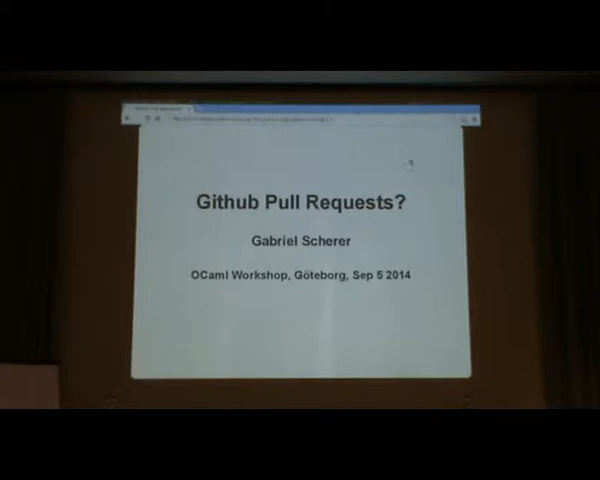 Github Pull Requests?
Gabriel Scherer
OCaml Workshop, Göteborg, Sep 5 2014